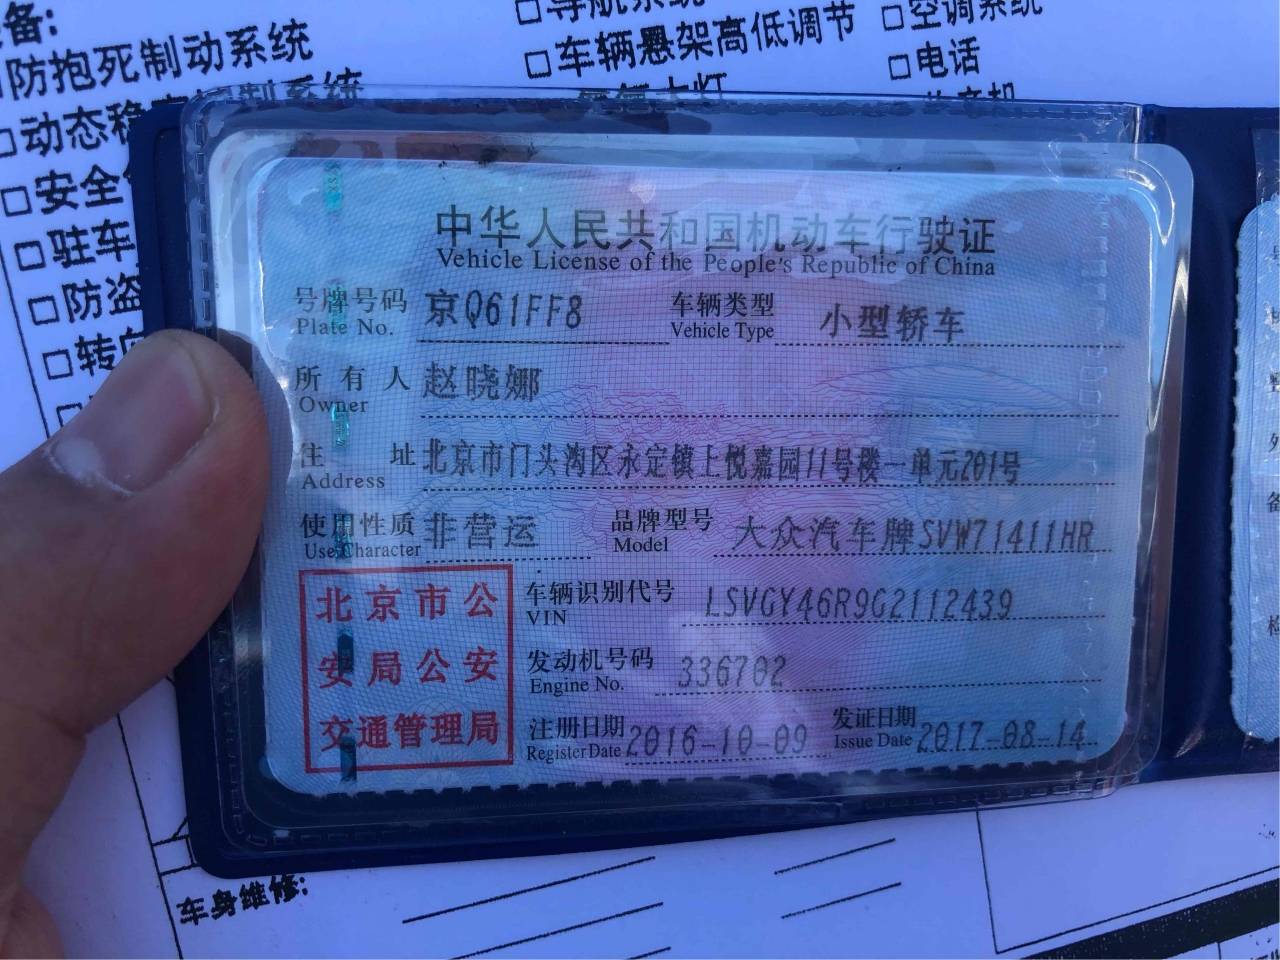 备:
防抱死制动系统
□车辆悬架高低调节
□空调系统
□电话
□动态稳
□安全
□驻车
□防盗
□转向
中华人民共和国机动车行驶证
Vehicle License of the People's Republic of China
号牌号码 京Q61FF8 车辆类型 小型轿车
Plate No. Vehicle Type
所有人 赵晓娜
Owner
住址 北京市门头沟区永定镇上悦嘉园11号楼一单元201号
Address
使用性质 非营运 品牌型号 大众汽车牌SVW71411HR
Use Character Model
北京市公安局公安交通管理局
车辆识别代号 LSVGY46R9G2112439
VIN
发动机号码 336702
Engine No.
注册日期 2016-10-09 发证日期 2017-08-14
Register Date Issue Date
车身维修: